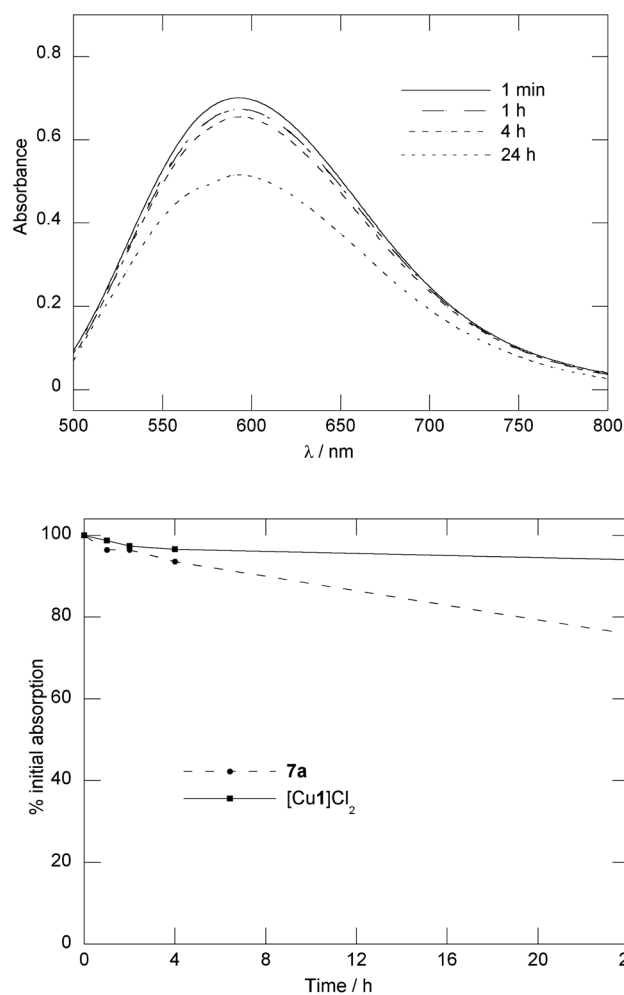 0.8
0.6
0.4
0.2
0
Absorbance
1 min
1 h
4 h
24 h
500 550 600 650 700 750 800
λ / nm
100
80
60
40
20
0
% initial absorption
7a
[Cu1]Cl2
0 4 8 12 16 20 2
Time / h